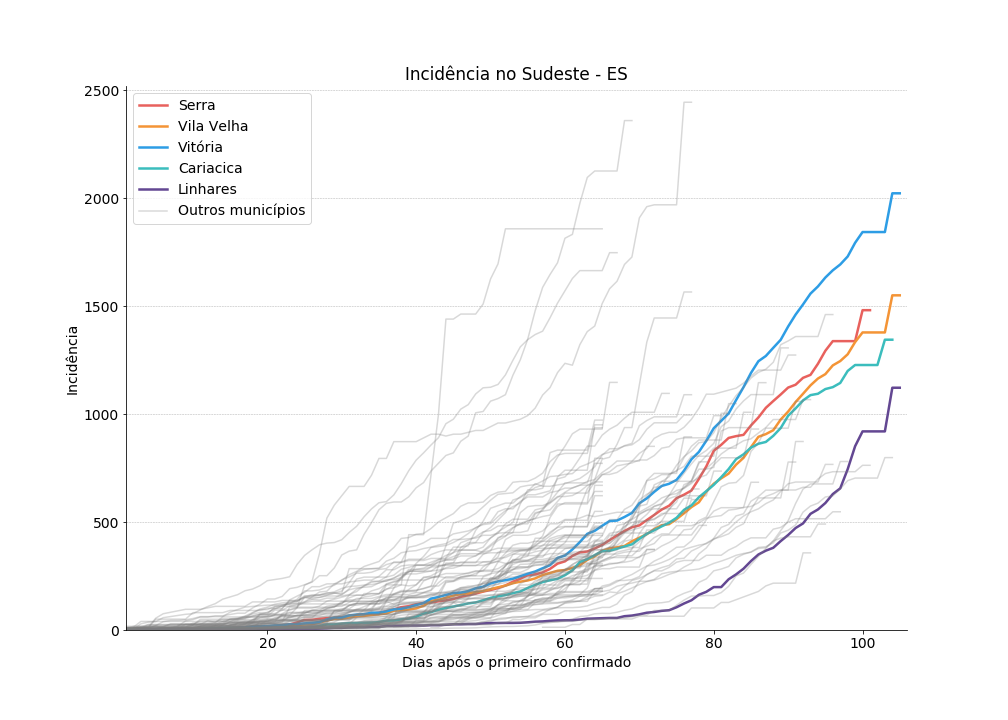 Incidência no Sudeste - ES
2500
2000
1500
1000
500
0
Incidência
Serra
Vila Velha
Vitória
Cariacica
Linhares
Outros municípios
20
40
60
80
100
Dias após o primeiro confirmado